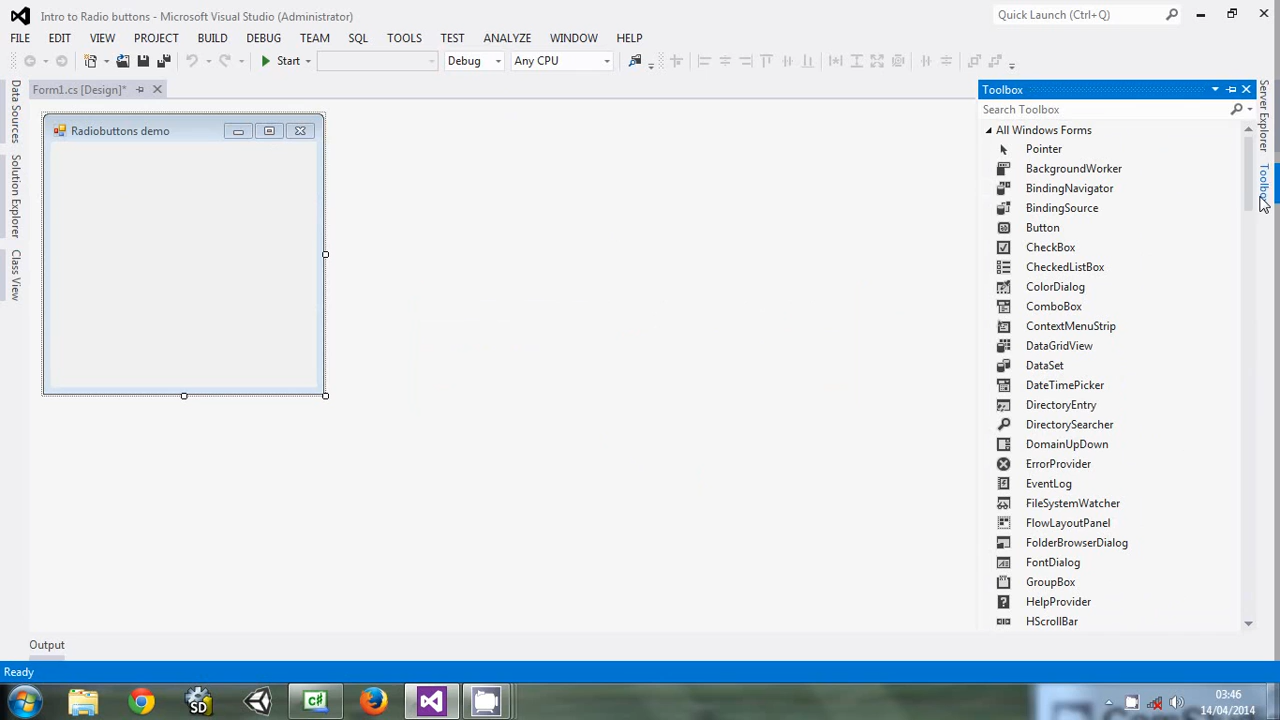 Intro to Radio buttons - Microsoft Visual Studio (Administrator)
Quick Launch (Ctrl+Q)
FILE EDIT VIEW PROJECT BUILD DEBUG TEAM SQL TOOLS TEST ANALYZE WINDOW HELP
Start Debug Any CPU
Form1.cs [Design]*
Toolbox
Search Toolbox
Data Sources
Solution Explorer
Class View
Radiobuttons demo
All Windows Forms
Pointer
BackgroundWorker
BindingNavigator
BindingSource
Button
CheckBox
CheckedListBox
ColorDialog
ComboBox
ContextMenuStrip
DataGridView
DataSet
DateTimePicker
DirectoryEntry
DirectorySearcher
DomainUpDown
ErrorProvider
EventLog
FileSystemWatcher
FlowLayoutPanel
FolderBrowserDialog
FontDialog
GroupBox
HelpProvider
HScrollBar
Server Explorer
Toolbox
Output
Ready
SD
C#
03:46
14/04/2014